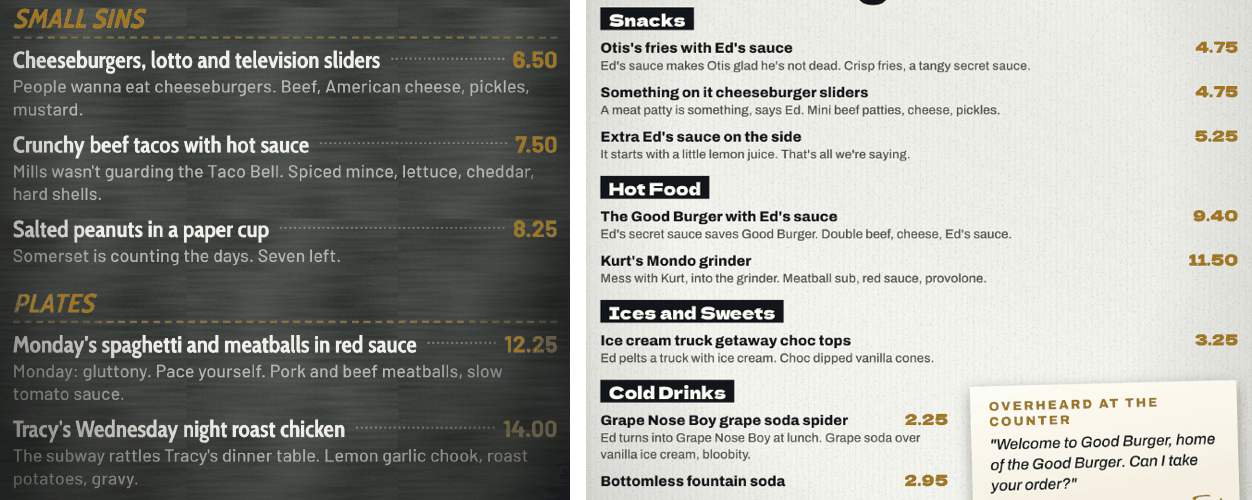 SMALL SINS
Cheeseburgers, lotto and television sliders 6.50
People wanna eat cheeseburgers. Beef, American cheese, pickles,
mustard.
Crunchy beef tacos with hot sauce 7.50
Mills wasn't guarding the Taco Bell. Spiced mince, lettuce, cheddar,
hard shells.
Salted peanuts in a paper cup 8.25
Somerset is counting the days. Seven left.
PLATES
Monday's spaghetti and meatballs in red sauce 12.25
Monday: gluttony. Pace yourself. Pork and beef meatballs, slow
tomato sauce.
Tracy's Wednesday night roast chicken 14.00
The subway rattles Tracy's dinner table. Lemon garlic chook, roast
potatoes, gravy.
Snacks
Otis's fries with Ed's sauce 4.75
Ed's sauce makes Otis glad he's not dead. Crisp fries, a tangy secret sauce.
Something on it cheeseburger sliders 4.75
A meat patty is something, says Ed. Mini beef patties, cheese, pickles.
Extra Ed's sauce on the side 5.25
It starts with a little lemon juice. That's all we're saying.
Hot Food
The Good Burger with Ed's sauce 9.40
Ed's secret sauce saves Good Burger. Double beef, cheese, Ed's sauce.
Kurt's Mondo grinder 11.50
Mess with Kurt, into the grinder. Meatball sub, red sauce, provolone.
Ices and Sweets
Ice cream truck getaway choc tops 3.25
Ed pelts a truck with ice cream. Choc dipped vanilla cones.
Cold Drinks
Grape Nose Boy grape soda spider 2.25
Ed turns into Grape Nose Boy at lunch. Grape soda over
vanilla ice cream, bloobity.
Bottomless fountain soda 2.95
OVERHEARD AT THE
COUNTER
"Welcome to Good Burger, home
of the Good Burger. Can I take
your order?"